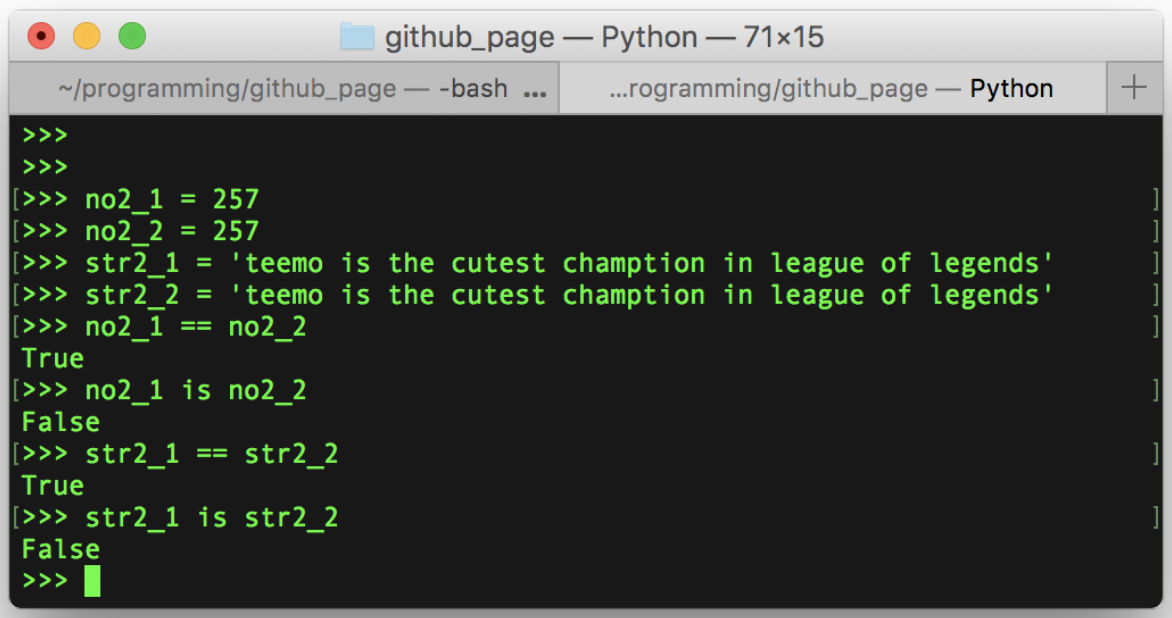 github_page — Python — 71×15
~/programming/github_page — -bash ... ...rogramming/github_page — Python +
>>>
>>>
[>>> no2_1 = 257 ]
[>>> no2_2 = 257 ]
[>>> str2_1 = 'teemo is the cutest chamption in league of legends' ]
[>>> str2_2 = 'teemo is the cutest chamption in league of legends' ]
[>>> no2_1 == no2_2 ]
True
[>>> no2_1 is no2_2 ]
False
[>>> str2_1 == str2_2 ]
True
[>>> str2_1 is str2_2 ]
False
>>>